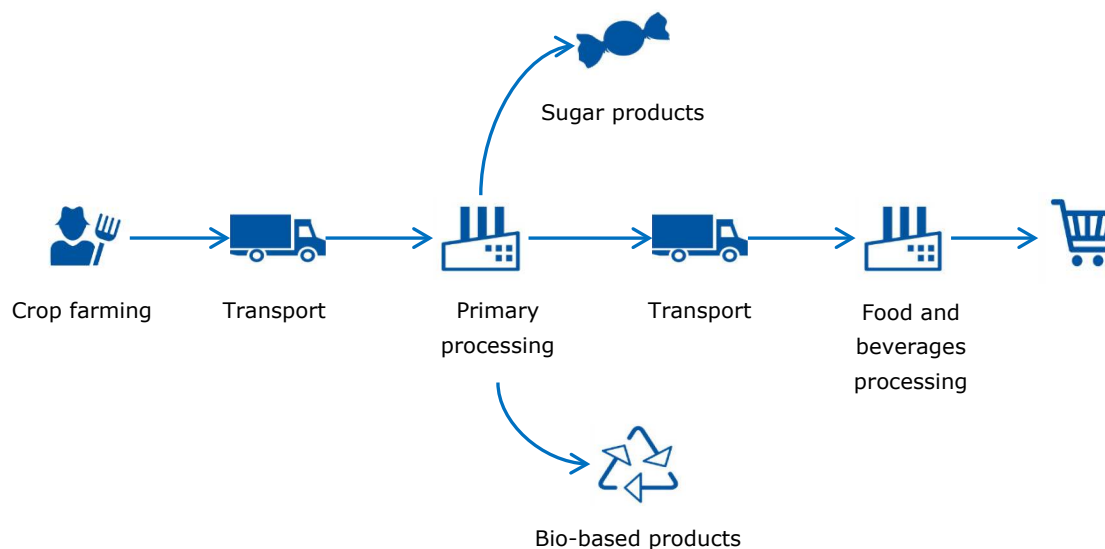 Sugar products
Crop farming
Transport
Primary
processing
Transport
Food and
beverages
processing
Bio-based products